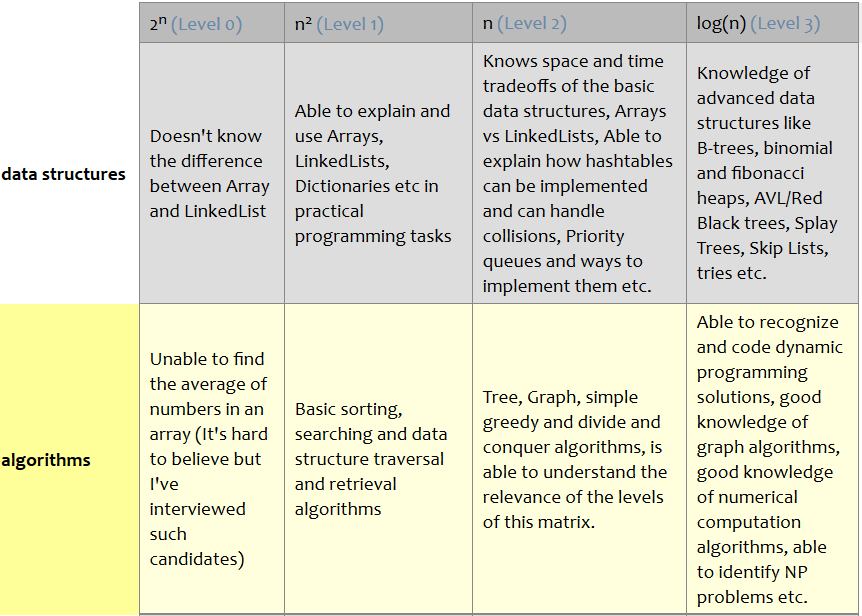 2ⁿ (Level 0)
n² (Level 1)
n (Level 2)
log(n) (Level 3)
data structures
Doesn't know
the difference
between Array
and LinkedList
Able to explain and
use Arrays,
LinkedLists,
Dictionaries etc in
practical
programming tasks
Knows space and time
tradeoffs of the basic
data structures, Arrays
vs LinkedLists, Able to
explain how hashtables
can be implemented
and can handle
collisions, Priority
queues and ways to
implement them etc.
Knowledge of
advanced data
structures like
B-trees, binomial
and fibonacci
heaps, AVL/Red
Black trees, Splay
Trees, Skip Lists,
tries etc.
algorithms
Unable to find
the average of
numbers in an
array (It's hard
to believe but
I've
interviewed
such
candidates)
Basic sorting,
searching and data
structure traversal
and retrieval
algorithms
Tree, Graph, simple
greedy and divide and
conquer algorithms, is
able to understand the
relevance of the levels
of this matrix.
Able to recognize
and code dynamic
programming
solutions, good
knowledge of
graph algorithms,
good knowledge
of numerical
computation
algorithms, able
to identify NP
problems etc.